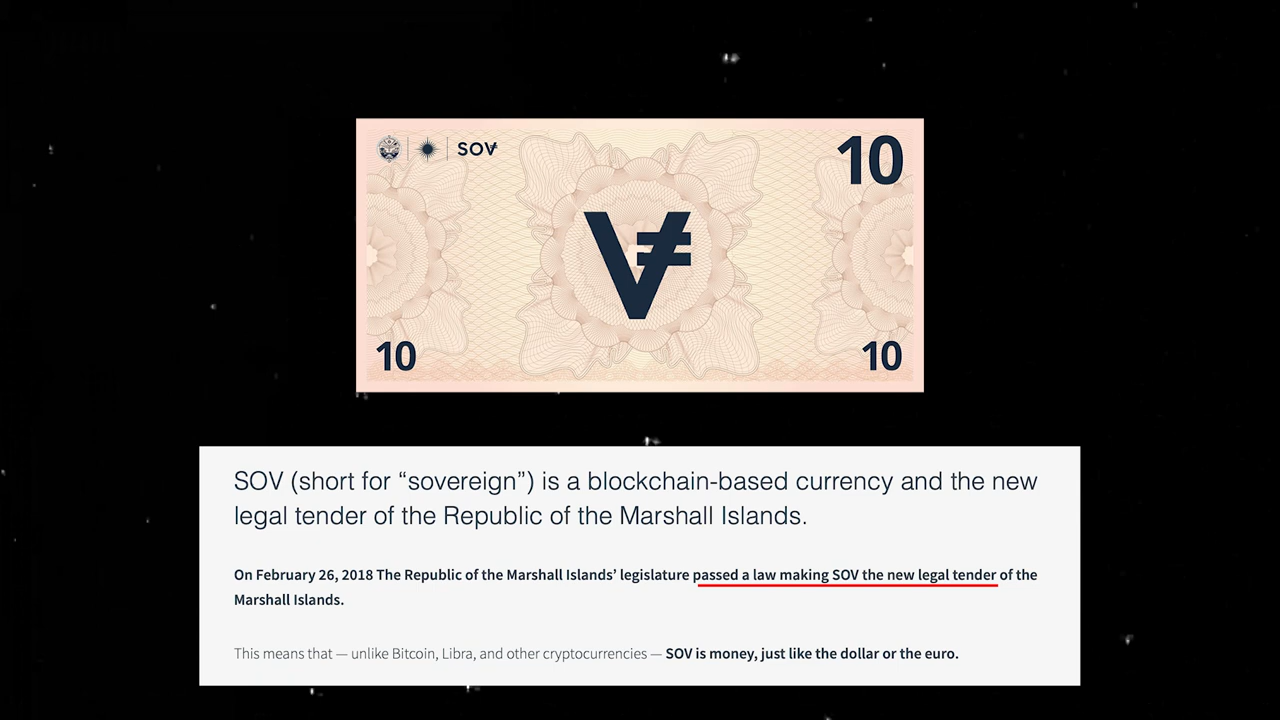 SOV
10
V
10
10
SOV (short for “sovereign”) is a blockchain-based currency and the new
legal tender of the Republic of the Marshall Islands.
On February 26, 2018 The Republic of the Marshall Islands’ legislature passed a law making SOV the new legal tender of the
Marshall Islands.
This means that — unlike Bitcoin, Libra, and other cryptocurrencies — SOV is money, just like the dollar or the euro.